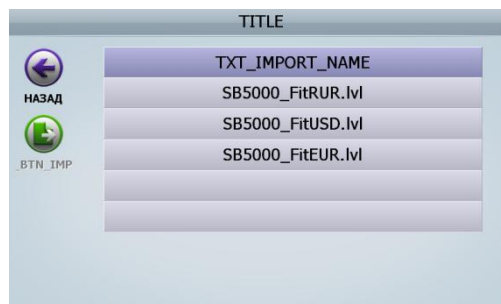 TITLE
TXT_IMPORT_NAME
НАЗАД
SB5000_FitRUR.lvl
SB5000_FitUSD.lvl
_BTN_IMP
SB5000_FitEUR.lvl